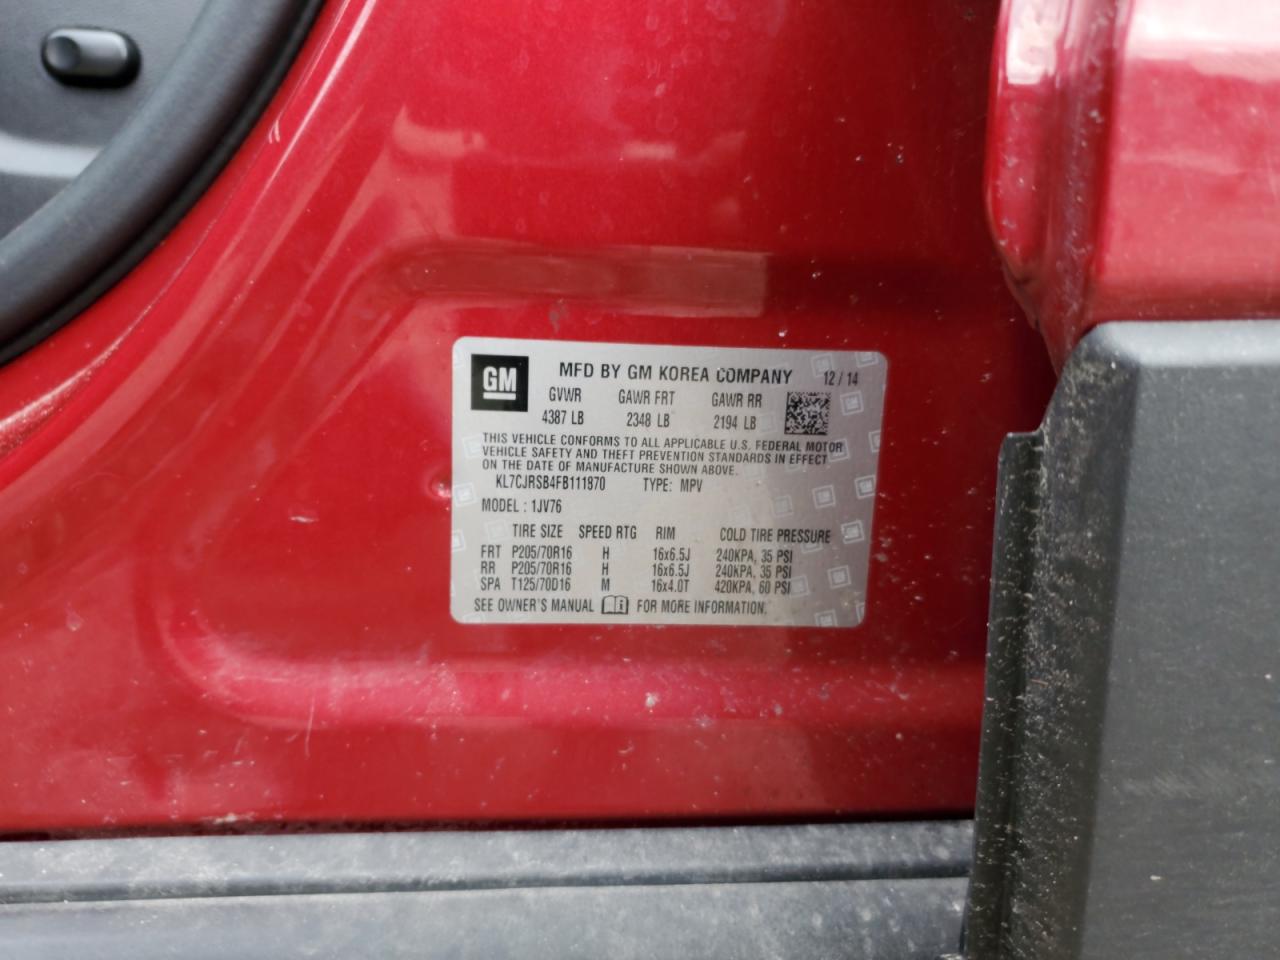 GM
MFD BY GM KOREA COMPANY 12 / 14
GVWR GAWR FRT GAWR RR
4387 LB 2348 LB 2194 LB
THIS VEHICLE CONFORMS TO ALL APPLICABLE U.S. FEDERAL MOTOR
VEHICLE SAFETY AND THEFT PREVENTION STANDARDS IN EFFECT
ON THE DATE OF MANUFACTURE SHOWN ABOVE.
KL7CJRSB4FB111870 TYPE: MPV
MODEL : 1JV76
TIRE SIZE SPEED RTG RIM COLD TIRE PRESSURE
FRT P205/70R16 H 16x6.5J 240KPA, 35 PSI
RR P205/70R16 H 16x6.5J 240KPA, 35 PSI
SPA T125/70D16 M 16x4.0T 420KPA, 60 PSI
SEE OWNER'S MANUAL FOR MORE INFORMATION.